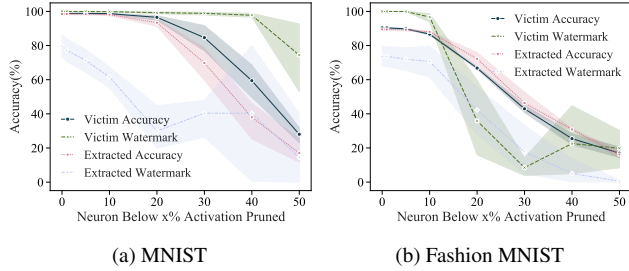 100
80
60
40
20
0
Accuracy(%)
Victim Accuracy
Victim Watermark
Extracted Accuracy
Extracted Watermark
0 10 20 30 40 50
Neuron Below x% Activation Pruned
(a) MNIST
100
80
60
40
20
0
Accuracy(%)
Victim Accuracy
Victim Watermark
Extracted Accuracy
Extracted Watermark
0 10 20 30 40 50
Neuron Below x% Activation Pruned
(b) Fashion MNIST